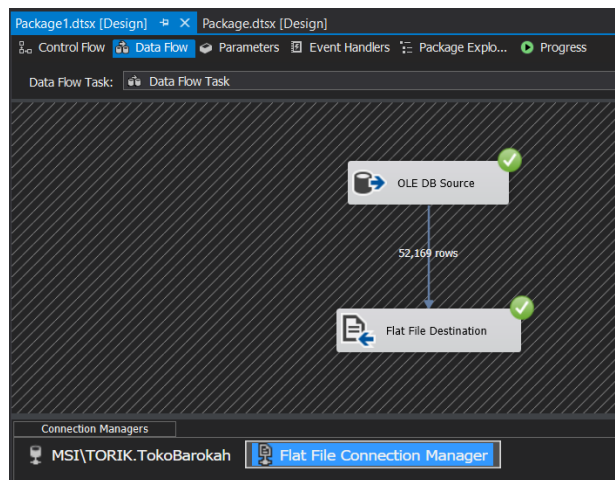 Package1.dtsx [Design] Package.dtsx [Design]
Control Flow Data Flow Parameters Event Handlers Package Explo... Progress
Data Flow Task: Data Flow Task
OLE DB Source
52,169 rows
Flat File Destination
Connection Managers
MSI\TORIK.TokoBarokah Flat File Connection Manager